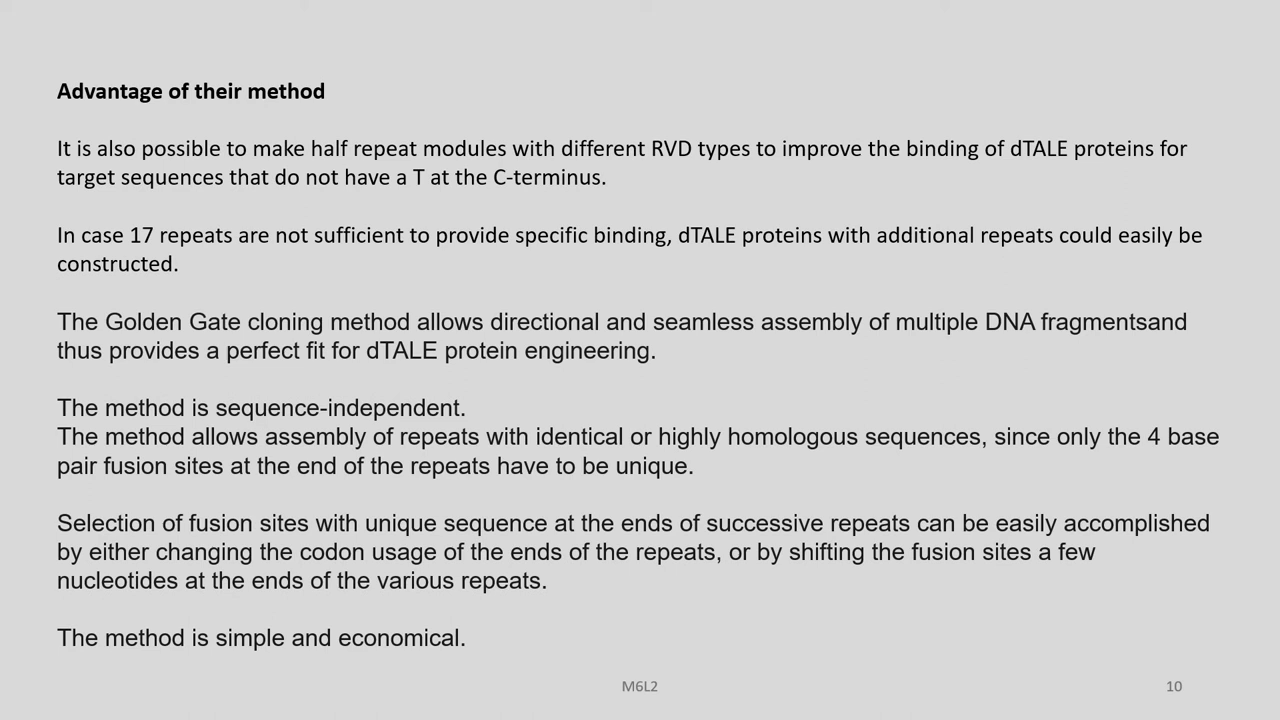 Advantage of their method
It is also possible to make half repeat modules with different RVD types to improve the binding of dTALE proteins for
target sequences that do not have a T at the C-terminus.
In case 17 repeats are not sufficient to provide specific binding, dTALE proteins with additional repeats could easily be
constructed.
The Golden Gate cloning method allows directional and seamless assembly of multiple DNA fragmentsand
thus provides a perfect fit for dTALE protein engineering.
The method is sequence-independent.
The method allows assembly of repeats with identical or highly homologous sequences, since only the 4 base
pair fusion sites at the end of the repeats have to be unique.
Selection of fusion sites with unique sequence at the ends of successive repeats can be easily accomplished
by either changing the codon usage of the ends of the repeats, or by shifting the fusion sites a few
nucleotides at the ends of the various repeats.
The method is simple and economical.
M6L2
10